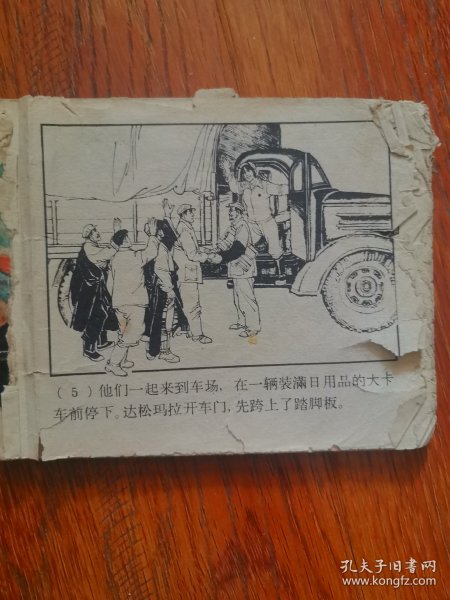 （5）他们一起来到车场，在一辆装满日用品的大卡
车前停下。达松玛拉开车门，先跨上了踏脚板。
孔夫子旧书网
www.kongfz.com